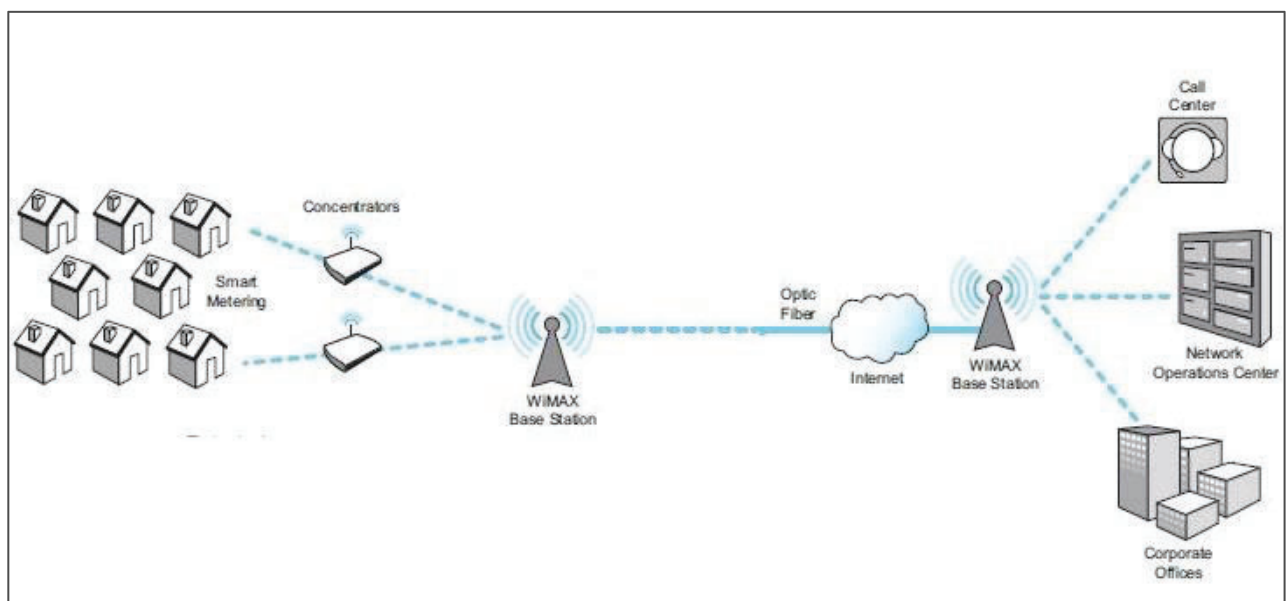 Call
Center
Concentrators
Smart
Metering
Optic
Fiber
Internet
WiMAX
Base Station
WiMAX
Base Station
Network
Operations Center
Corporate
Offices